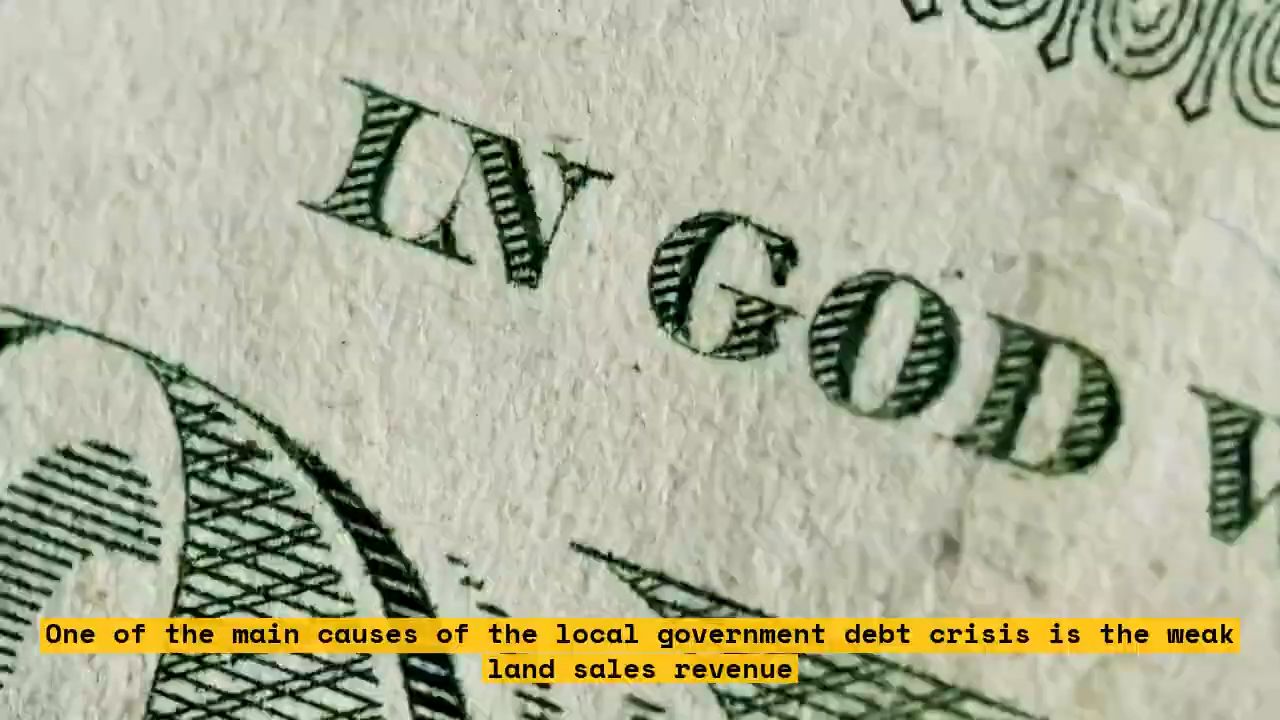 IN GOD
One of the main causes of the local government debt crisis is the weak
land sales revenue